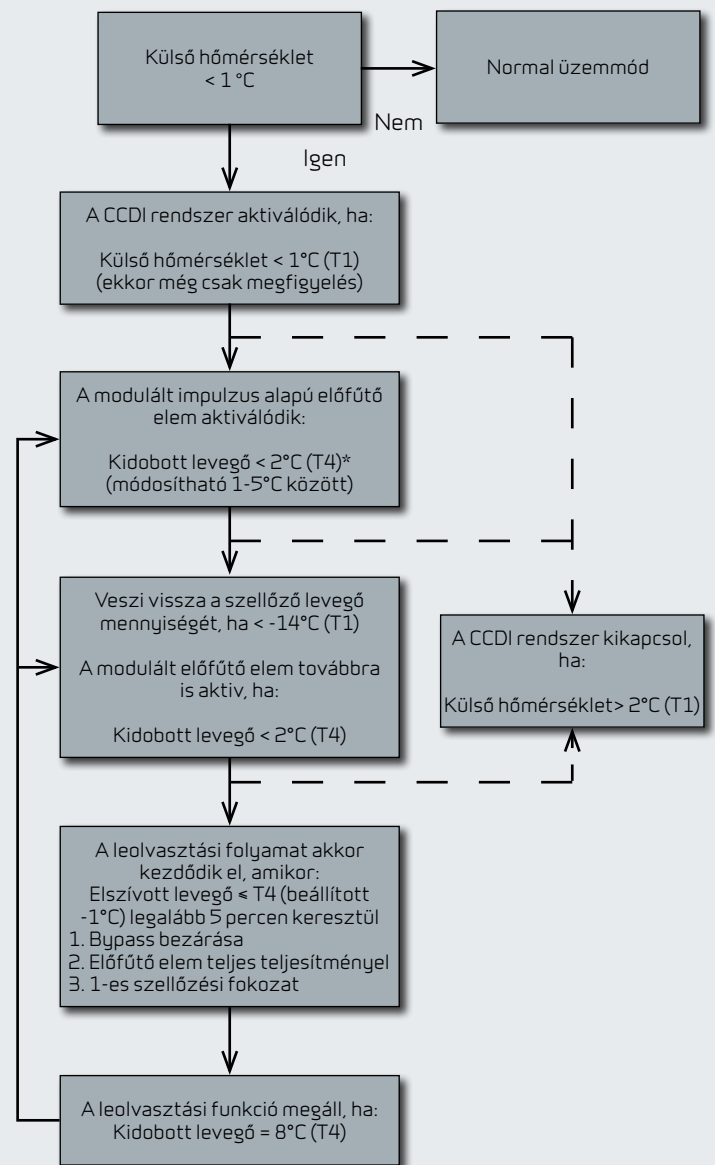 Külső hőmérséklet
< 1 °C
Normal üzemmód
Nem
Igen
A CCDI rendszer aktiválódik, ha:
Külső hőmérséklet < 1°C (T1)
(ekkor még csak megfigyelés)
A modulált impulzus alapú előfűtő
elem aktiválódik:
Kidobott levegő < 2°C (T4)*
(módosítható 1-5°C között)
Veszi vissza a szellőző levegő
mennyiségét, ha < -14°C (T1)
A modulált előfűtő elem továbbra
is aktiv, ha:
Kidobott levegő < 2°C (T4)
A CCDI rendszer kikapcsol,
ha:
Külső hőmérséklet> 2°C (T1)
A leolvasztási folyamat akkor
kezdődik el, amikor:
Elszívott levegő ≤ T4 (beállított
-1°C) legalább 5 percen keresztül
1. Bypass bezárása
2. Előfűtő elem teljes teljesítményel
3. 1-es szellőzési fokozat
A leolvasztási funkció megáll, ha:
Kidobott levegő = 8°C (T4)